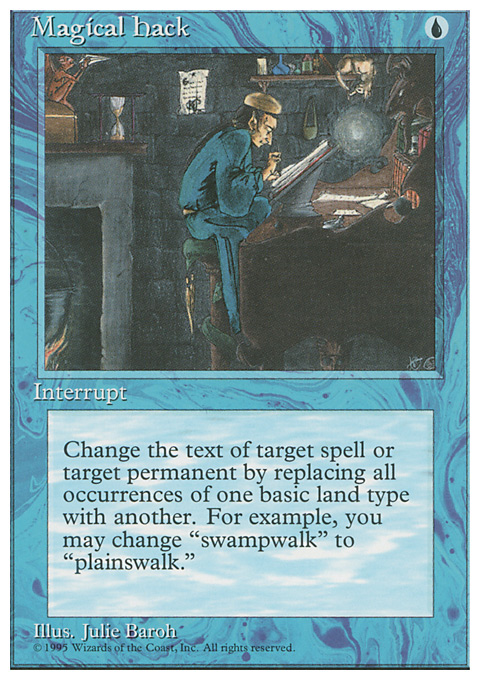 Magical Hack
Interrupt
Change the text of target spell or
target permanent by replacing all
occurrences of one basic land type
with another. For example, you
may change “swampwalk” to
“plainswalk.”
Illus. Julie Baroh
© 1995 Wizards of the Coast, Inc. All rights reserved.